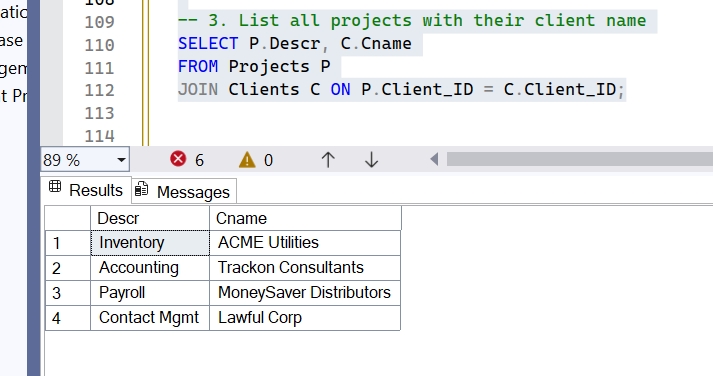 108
109 -- 3. List all projects with their client name
110 SELECT P.Descr, C.Cname
111 FROM Projects P
112 JOIN Clients C ON P.Client_ID = C.Client_ID;
113
114
atic
ase
gem
t Pr
89 % 6 0
Results Messages
Descr Cname
1 Inventory ACME Utilities
2 Accounting Trackon Consultants
3 Payroll MoneySaver Distributors
4 Contact Mgmt Lawful Corp